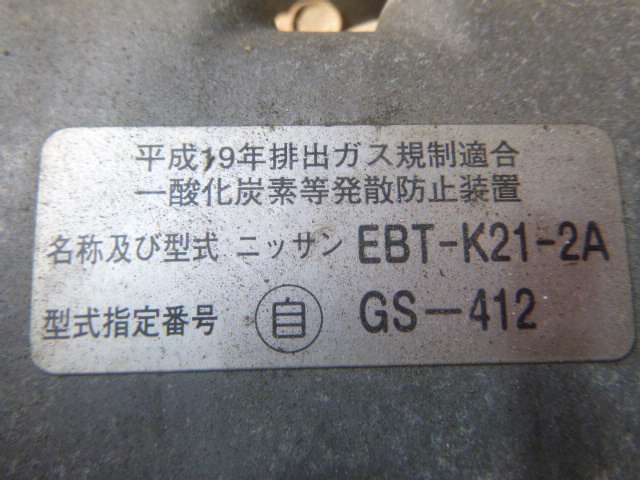 平成19年排出ガス規制適合
一酸化炭素等発散防止装置
名称及び型式 ニッサン EBT-K21-2A
型式指定番号 自 GS-412